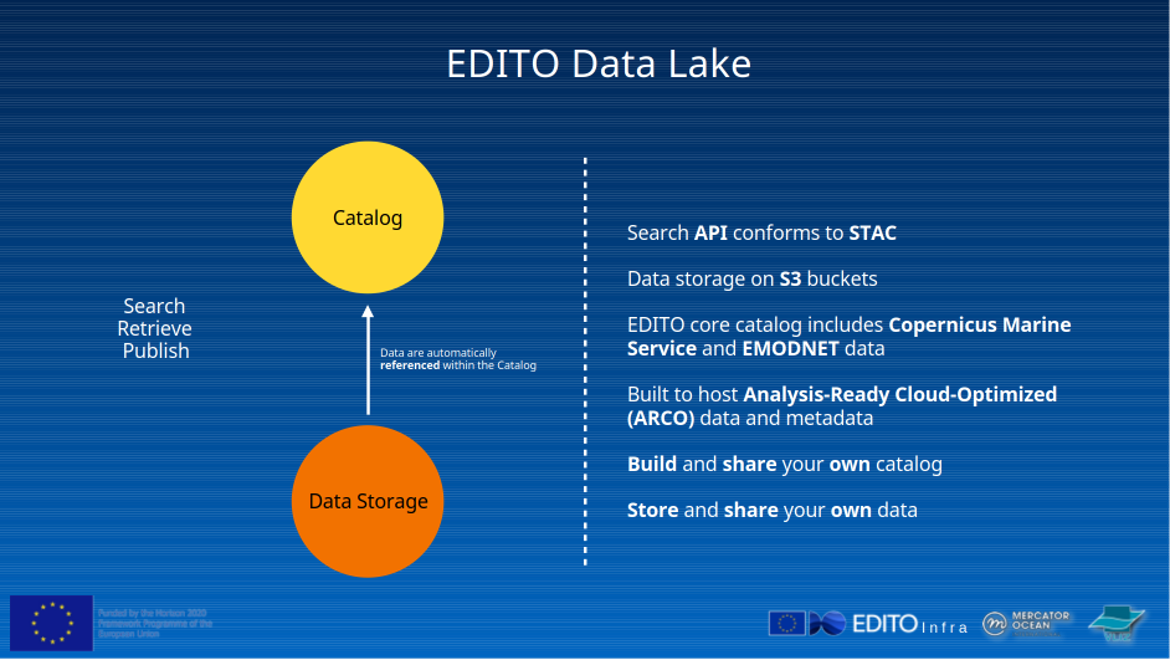 EDITO Data Lake
Catalog
Search
Retrieve
Publish
Data are automatically
referenced within the Catalog
Data Storage
Search API conforms to STAC
Data storage on S3 buckets
EDITO core catalog includes Copernicus Marine
Service and EMODNET data
Built to host Analysis-Ready Cloud-Optimized
(ARCO) data and metadata
Build and share your own catalog
Store and share your own data
Funded by the Horizon 2020
Framework Programme of the
European Union
EDITO Infra
MERCATOR
OCEAN
VLIZ